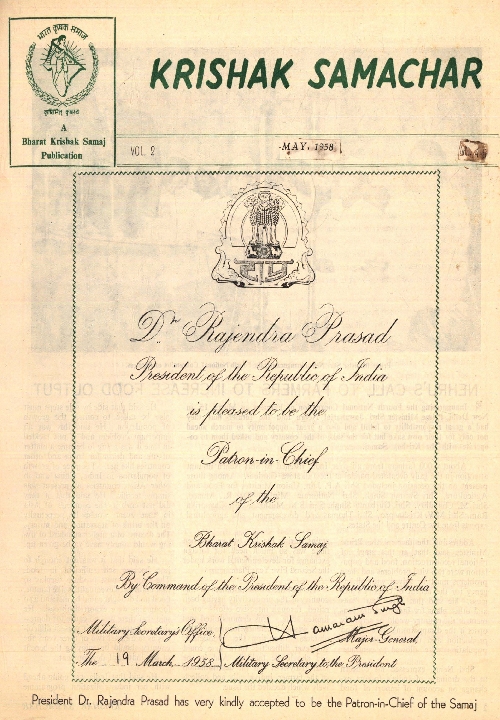 भारत कृषक समाज
कृषिमित् कृषस्व
A
Bharat Krishak Samaj
Publication
KRISHAK SAMACHAR
VOL. 2
MAY, 1958
Dr Rajendra Prasad
President of the Republic of India
is pleased to be the
Patron-in-Chief
of the
Bharat Krishak Samaj
By Command of the President of the Republic of India
Military Secretary's Office,
The 19 March 1958
Major General
Military Secretary to the President
President Dr. Rajendra Prasad has very kindly accepted to be the Patron-in-Chief of the Samaj